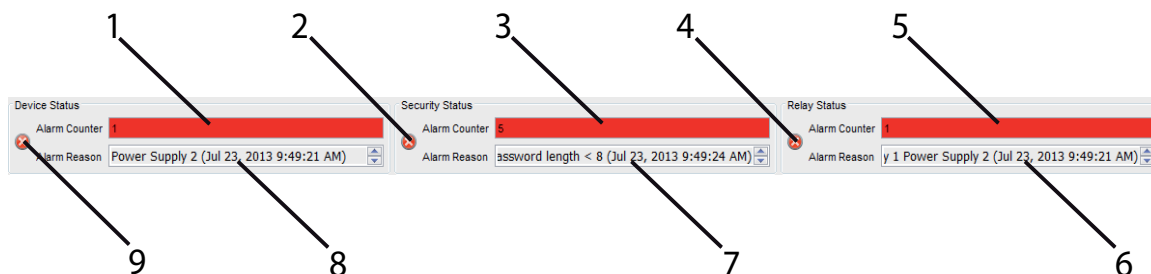 1 2 3 4 5
Device Status Security Status Relay Status
Alarm Counter 1 Alarm Counter 5 Alarm Counter 1
Alarm Reason Power Supply 2 (Jul 23, 2013 9:49:21 AM) Alarm Reason assword length < 8 (Jul 23, 2013 9:49:24 AM) Alarm Reason y 1 Power Supply 2 (Jul 23, 2013 9:49:21 AM)
9 8 7 6